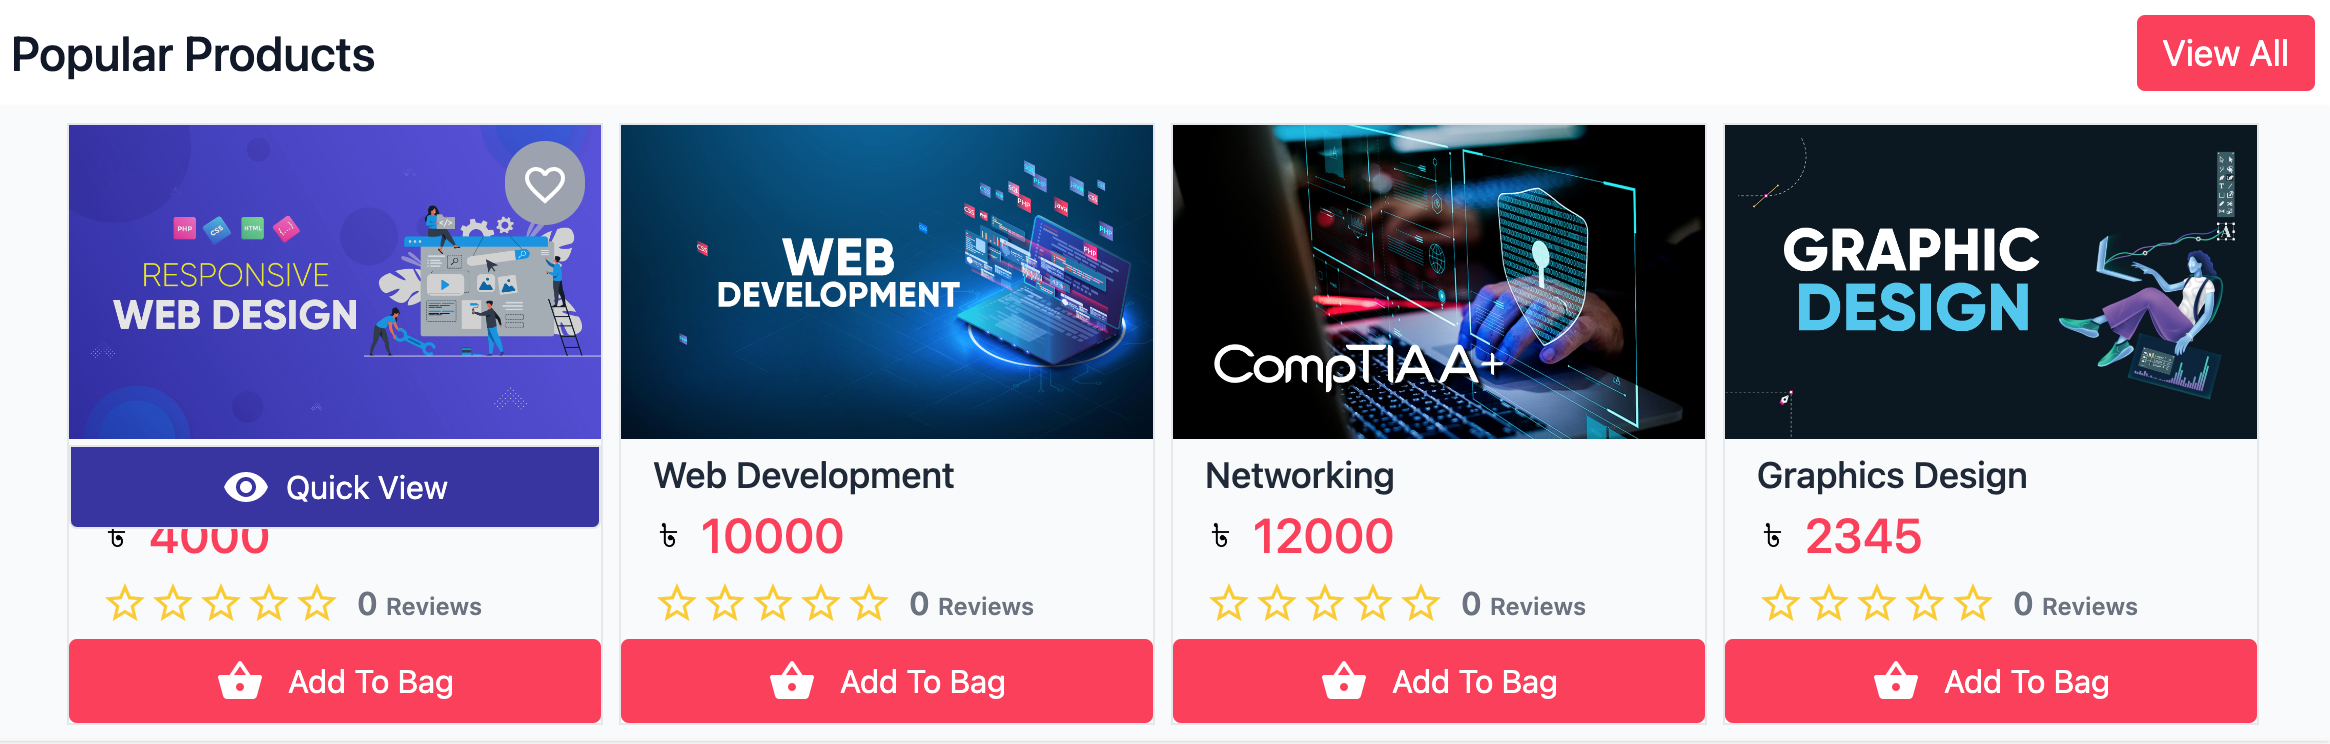 Popular Products
View All
PHP
CSS
HTML
RESPONSIVE
WEB DESIGN
Quick View
৳ 4000
0 Reviews
Add To Bag
WEB
DEVELOPMENT
Web Development
৳ 10000
0 Reviews
Add To Bag
CompTIA A+
Networking
৳ 12000
0 Reviews
Add To Bag
GRAPHIC
DESIGN
Graphics Design
৳ 2345
0 Reviews
Add To Bag